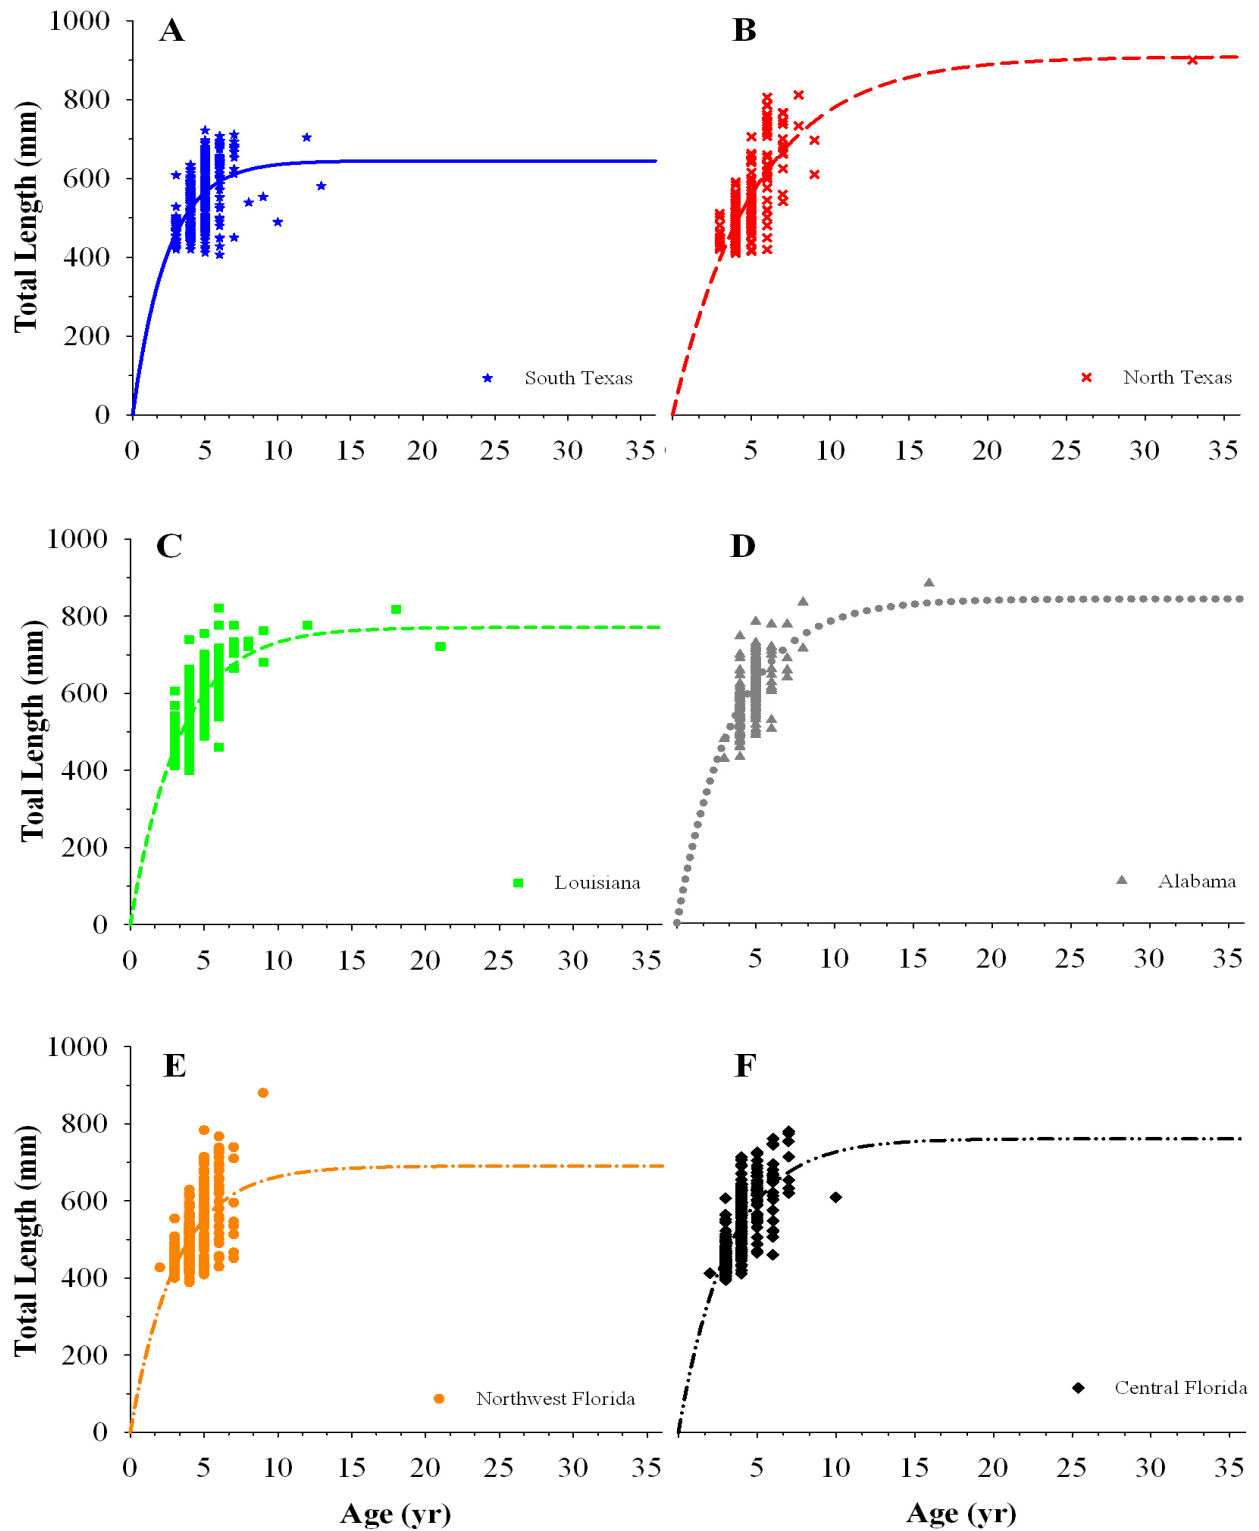 A
B
1000
800
600
400
200
0
Total Length (mm)
South Texas
North Texas
0 5 10 15 20 25 30 35
5 10 15 20 25 30 35
C
D
1000
800
600
400
200
0
Toal Length (mm)
Louisiana
Alabama
0 5 10 15 20 25 30 35
5 10 15 20 25 30 35
E
F
1000
800
600
400
200
0
Total Length (mm)
Northwest Florida
Central Florida
0 5 10 15 20 25 30 35
5 10 15 20 25 30 35
Age (yr)
Age (yr)